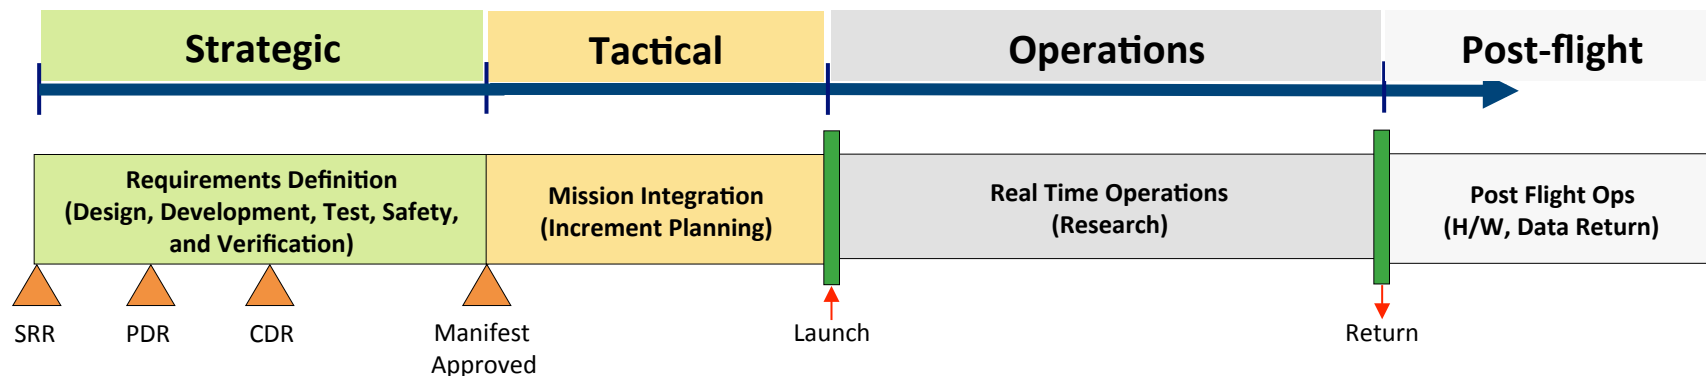 Strategic
Tactical
Operations
Post-flight
Requirements Definition
(Design, Development, Test, Safety,
and Verification)
Mission Integration
(Increment Planning)
Real Time Operations
(Research)
Post Flight Ops
(H/W, Data Return)
SRR
PDR
CDR
Manifest
Approved
Launch
Return